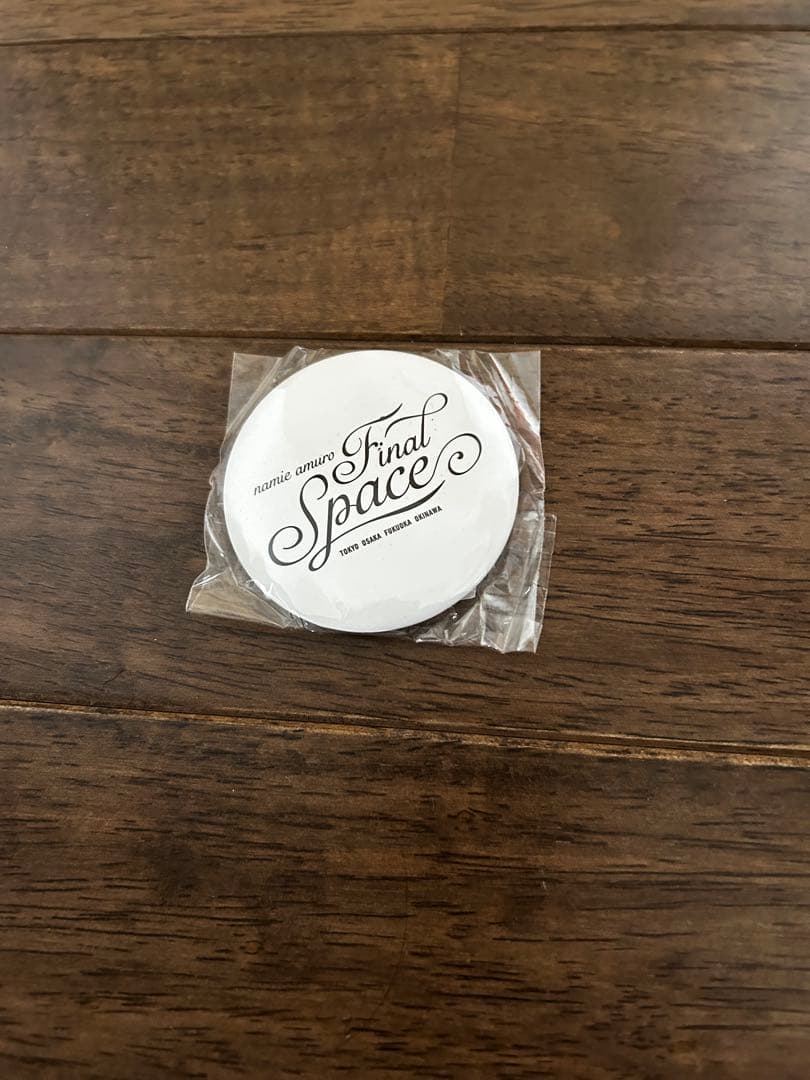 namie amuro Final
Space
TOKYO OSAKA FUKUOKA OKINAWA